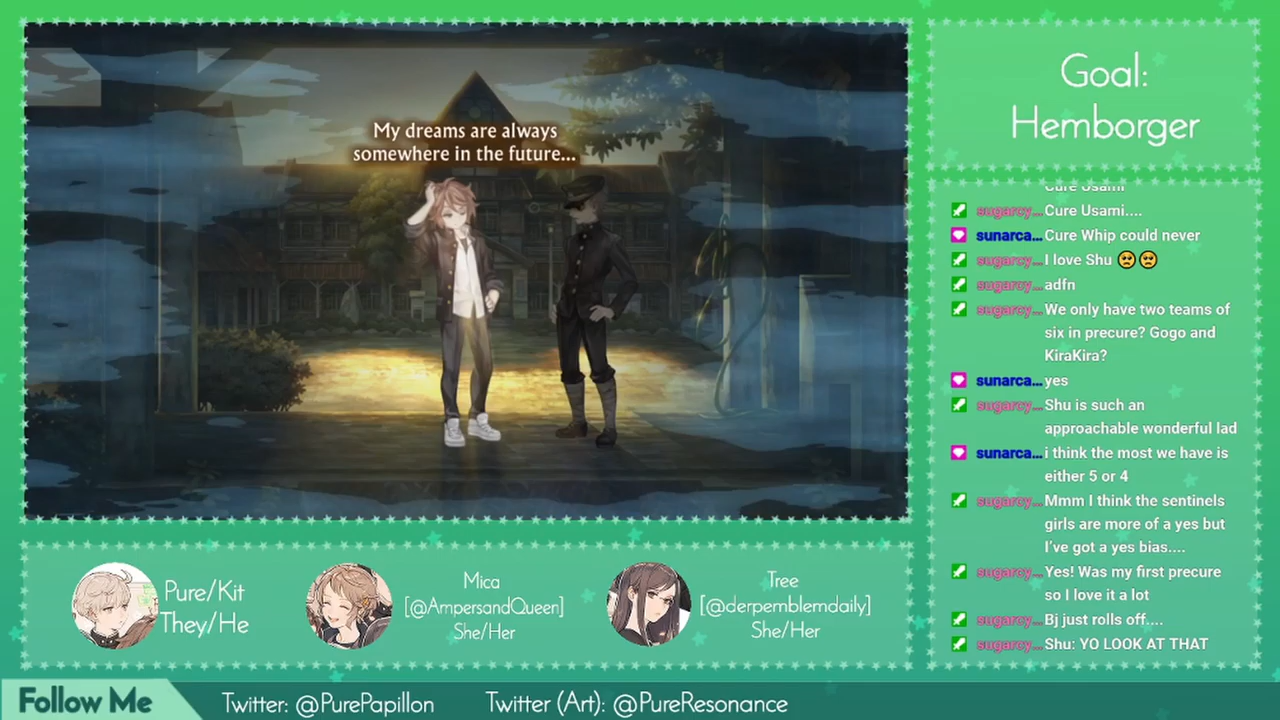 My dreams are always
somewhere in the future...
Goal:
Hemborger
Cure Usami
sugarcy... Cure Usami....
sunarca... Cure Whip could never
sugarcy... I love Shu 🥺🥺
sugarcy... adfn
sugarcy... We only have two teams of
six in precure? Gogo and
KiraKira?
sunarca... yes
sugarcy... Shu is such an
approachable wonderful lad
sunarca... i think the most we have is
either 5 or 4
sugarcy... Mmm I think the sentinels
girls are more of a yes but
I've got a yes bias....
sugarcy... Yes! Was my first precure
so I love it a lot
sugarcy... Bj just rolls off....
sugarcy... Shu: YO LOOK AT THAT
Pure/Kit
They/He
Mica
[@AmpersandQueen]
She/Her
Tree
[@derpemblemdaily]
She/Her
Follow Me
Twitter: @PurePapillon
Twitter (Art): @PureResonance